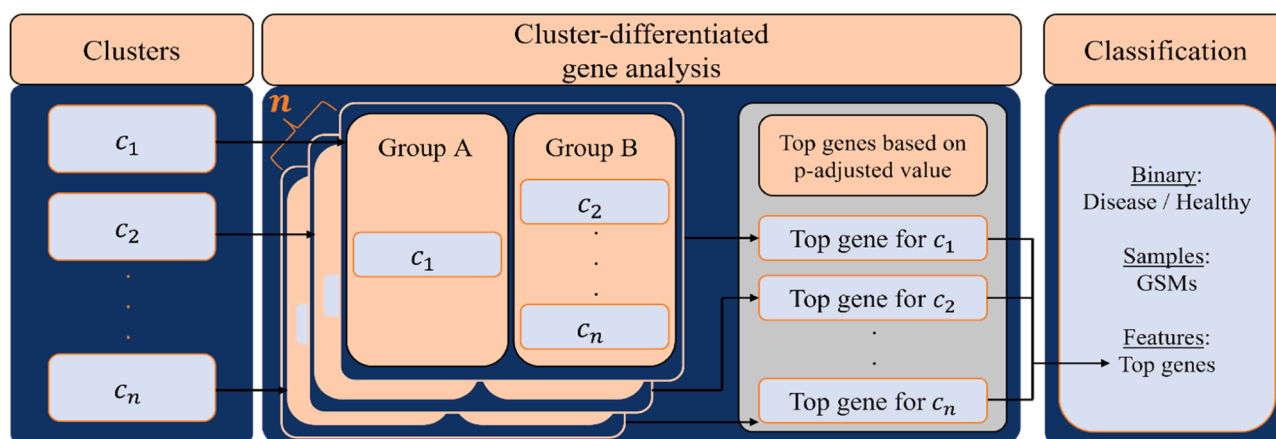 Clusters
c₁
c₂
.
.
.
cₙ
Cluster-differentiated
gene analysis
n
Group A
c₁
Group B
c₂
.
.
.
cₙ
Top genes based on
p-adjusted value
Top gene for c₁
Top gene for c₂
.
.
Top gene for cₙ
Classification
Binary:
Disease / Healthy
Samples:
GSMs
Features:
Top genes